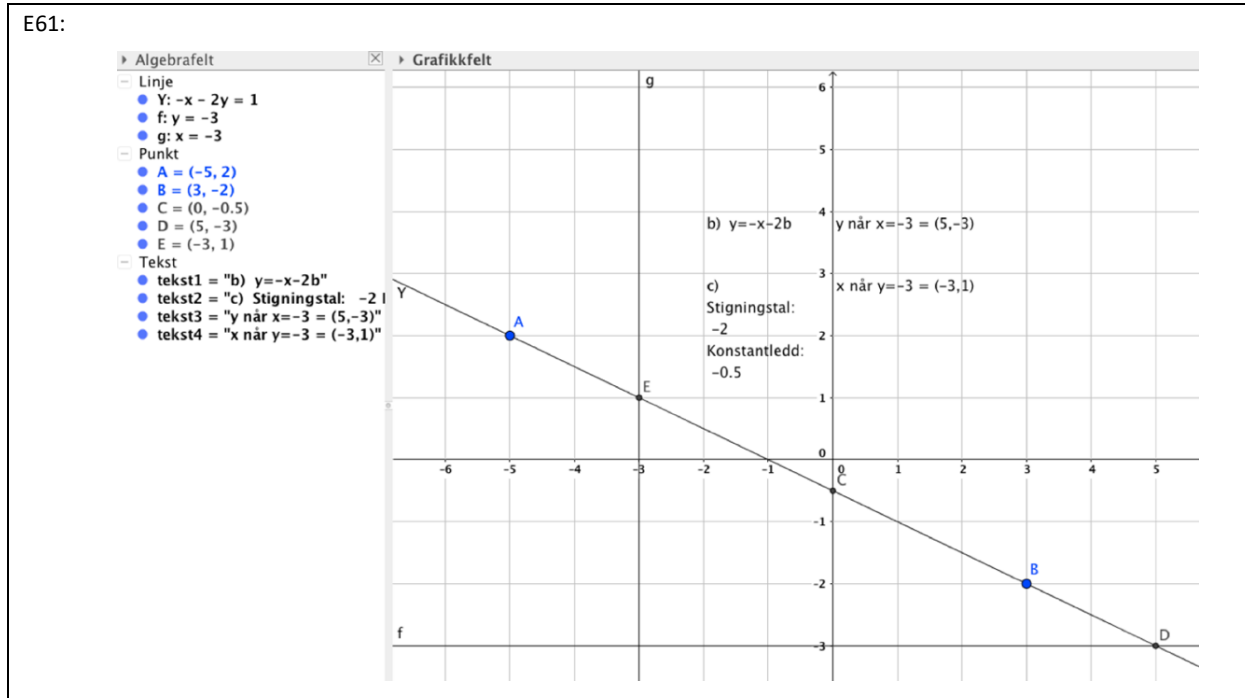 E61:
Algebrafelt
Grafikkfelt
Linje
Y: -x - 2y = 1
f: y = -3
g: x = -3
Punkt
A = (-5, 2)
B = (3, -2)
C = (0, -0.5)
D = (5, -3)
E = (-3, 1)
Tekst
tekst1 = "b) y=-x-2b"
tekst2 = "c) Stigningstal: -2
tekst3 = "y når x=-3 = (5,-3)"
tekst4 = "x når y=-3 = (-3,1)"
g
6
5
4
b) y=-x-2b
y når x=-3 = (5,-3)
3
c)
x når y=-3 = (-3,1)
Stigningstal:
-2
2
Konstantledd:
-0.5
Y
A
E
1
0
-6 -5 -4 -3 -2 -1 0 1 2 3 4 5
C
-1
B
-2
f
D
-3